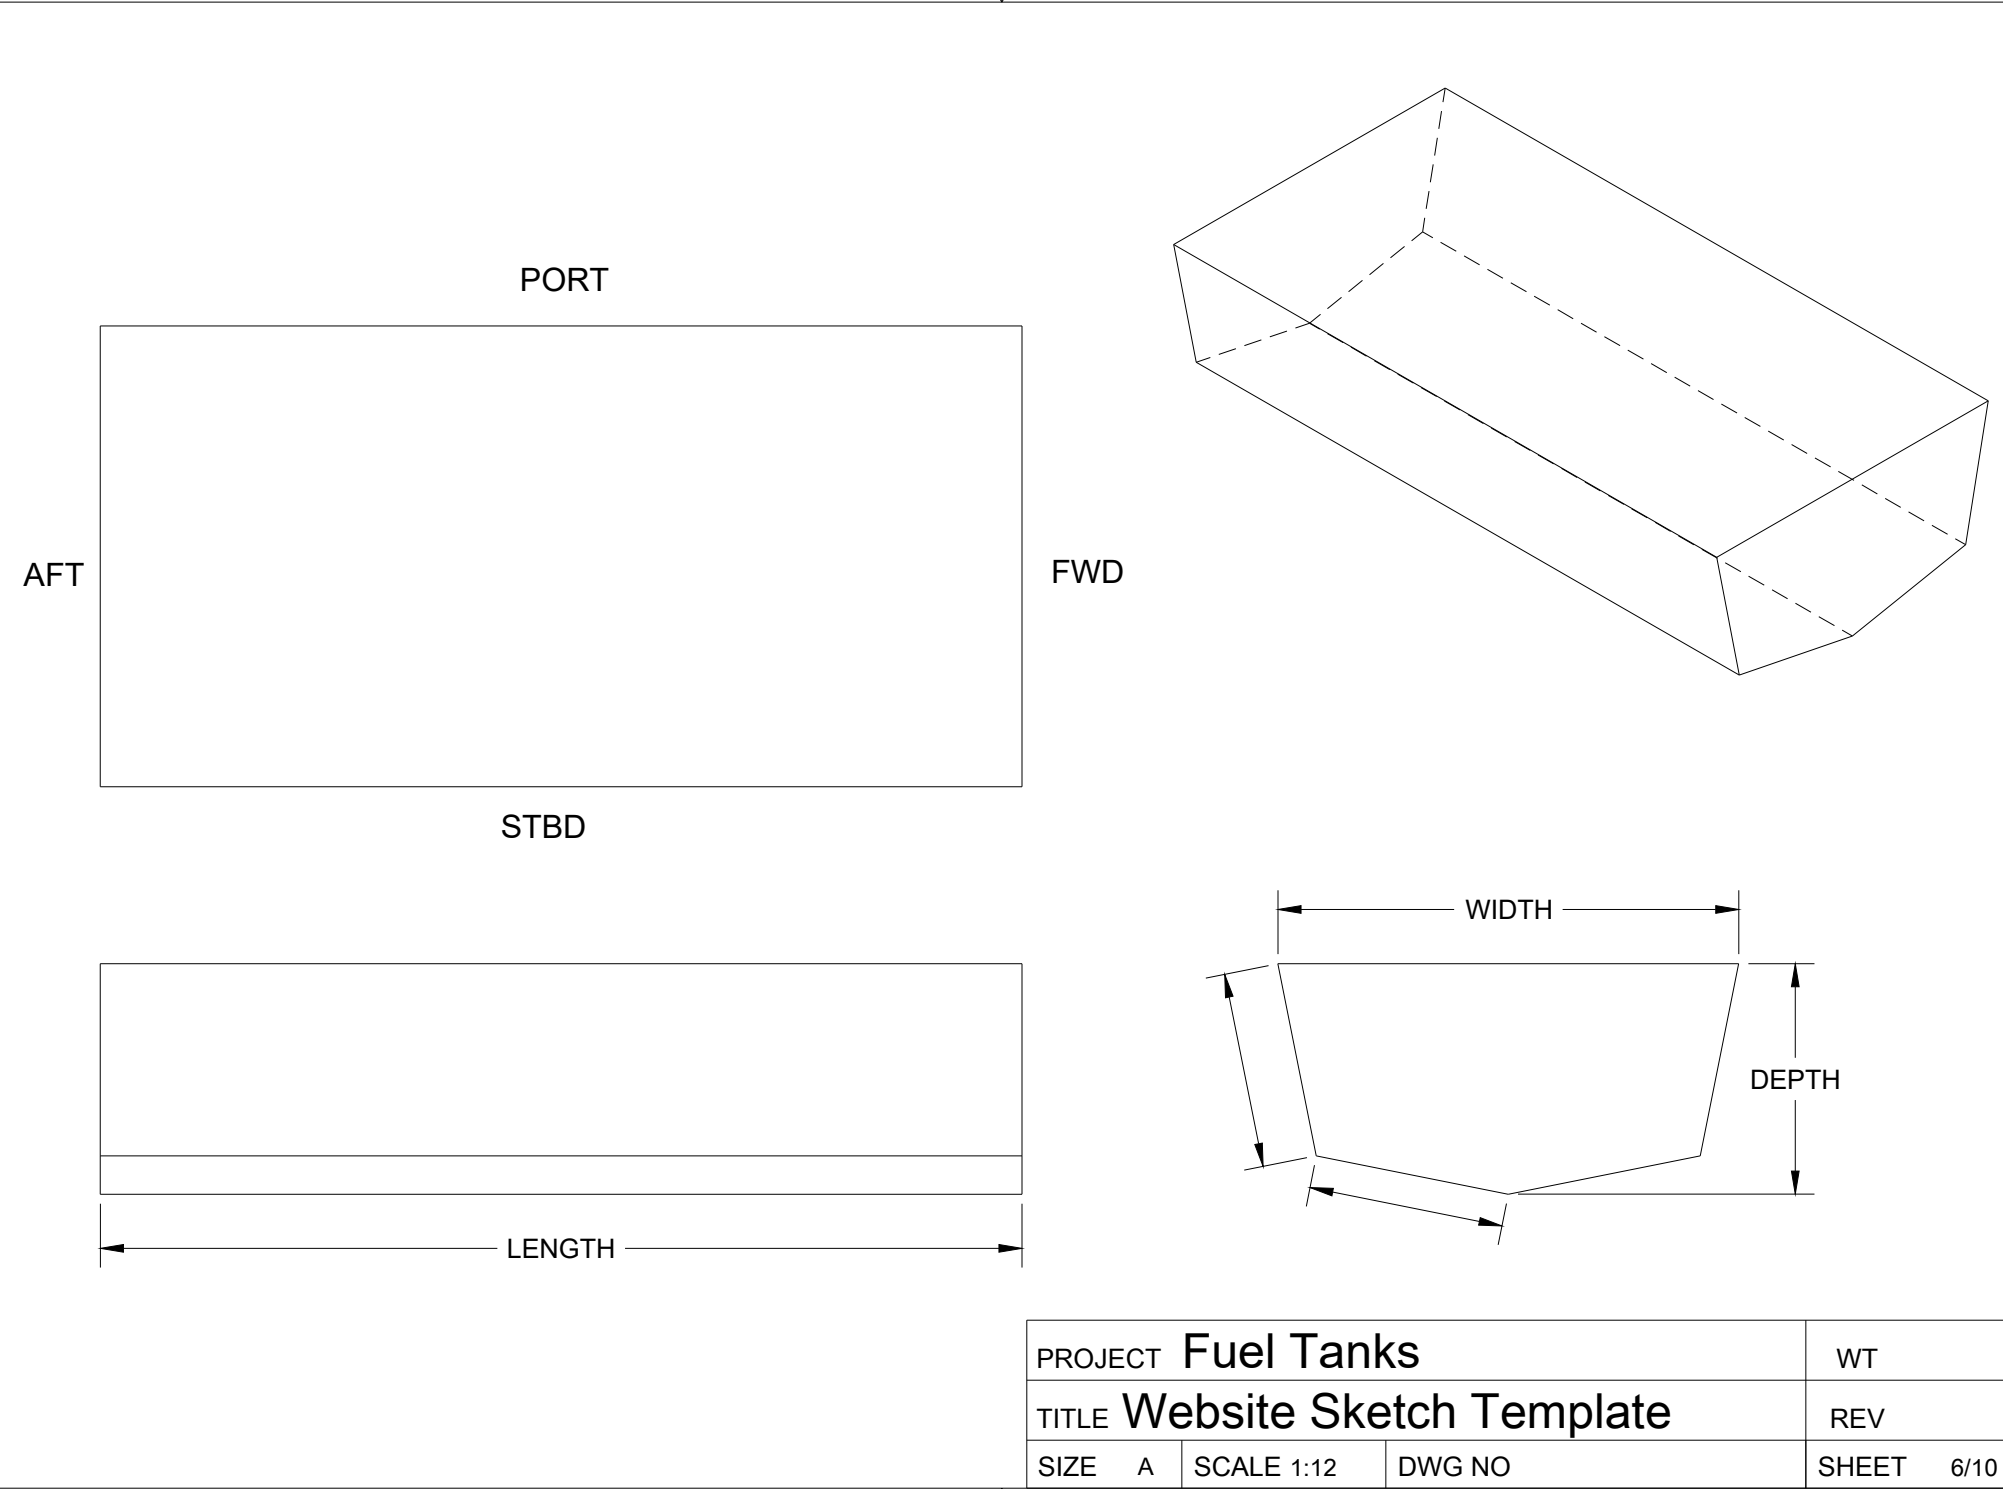 PORT
AFT
FWD
STBD
WIDTH
DEPTH
LENGTH
PROJECT Fuel Tanks
WT
TITLE Website Sketch Template
REV
SIZE A
SCALE 1:12
DWG NO
SHEET 6/10